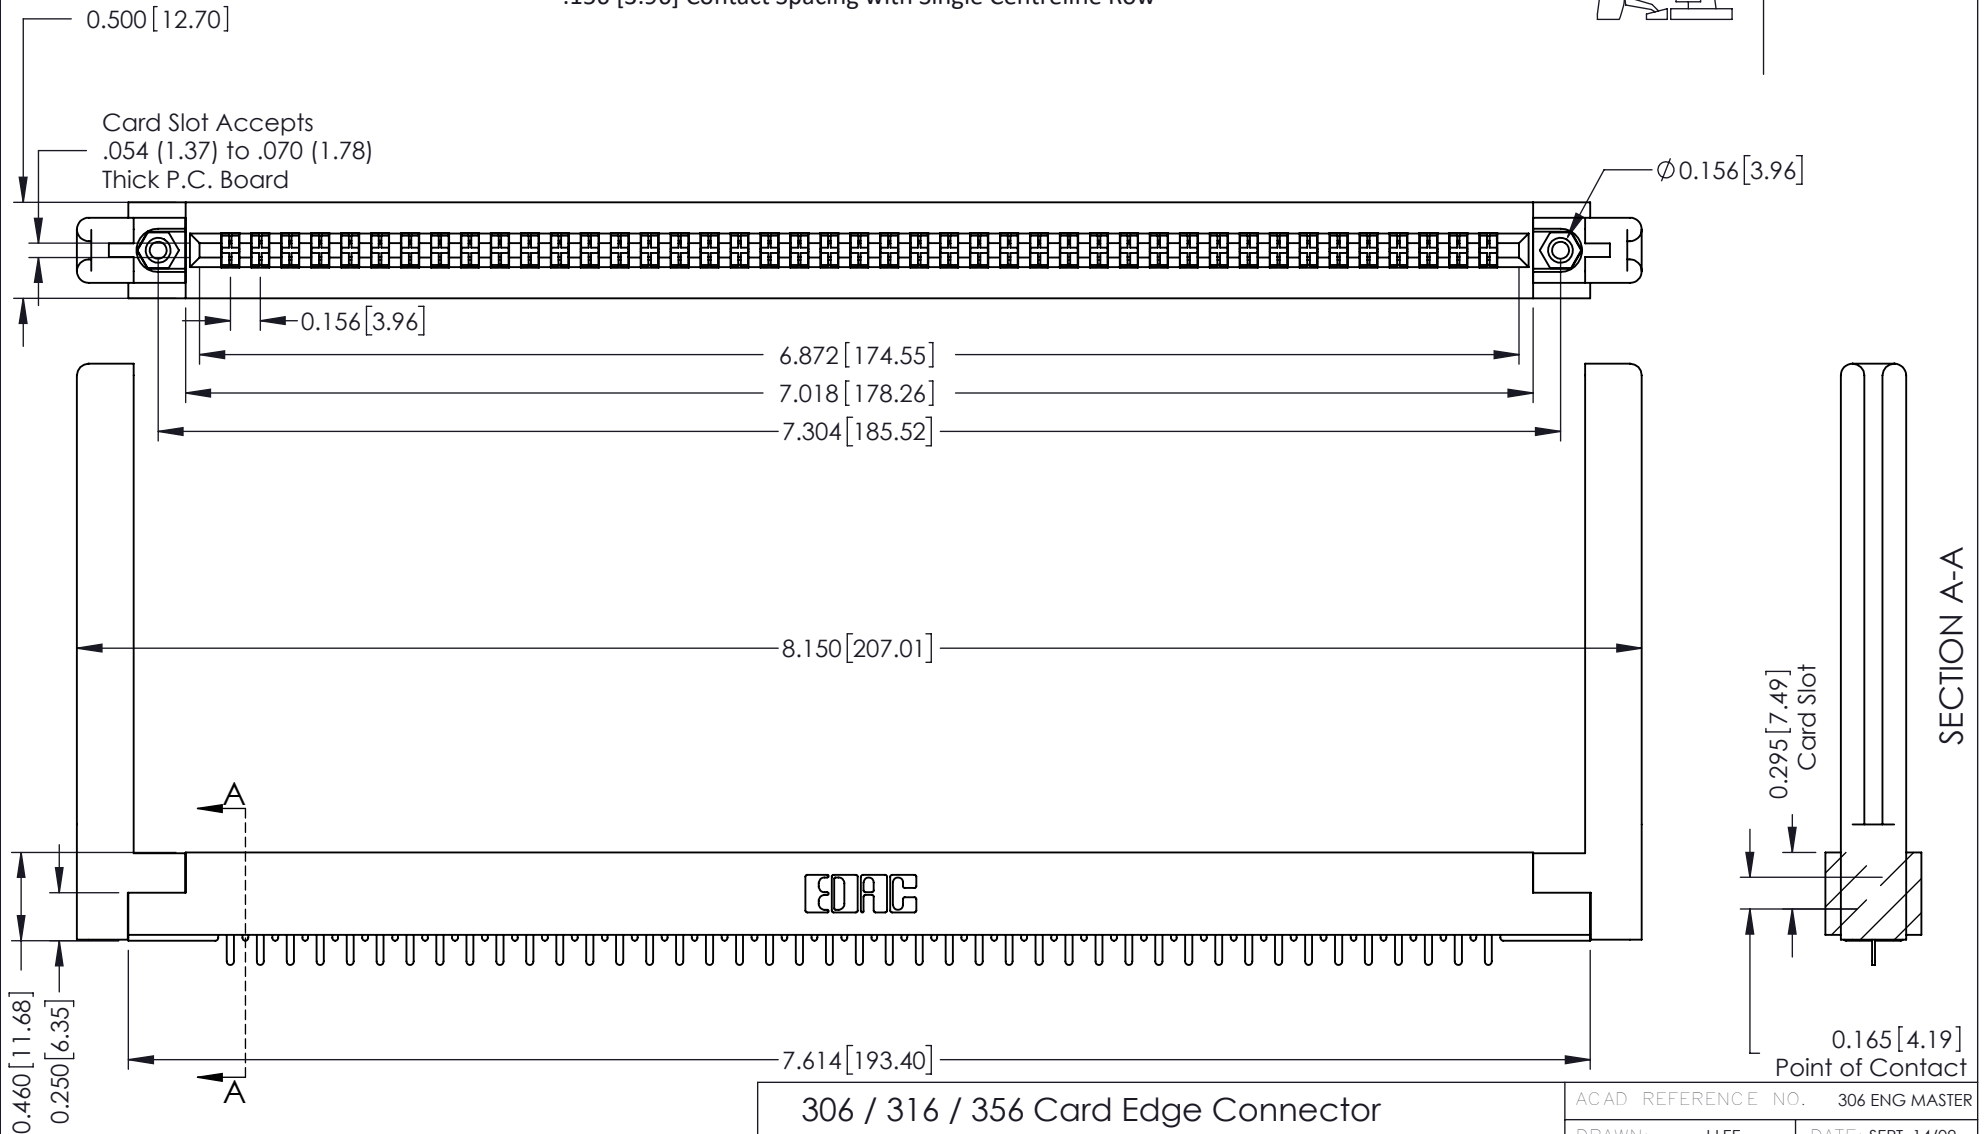 .156 [3.96] Contact Spacing with Single Centreline Row
0.500 [12.70]
Card Slot Accepts
.054 (1.37) to .070 (1.78)
Thick P.C. Board
Ø0.156[3.96]
0.156[3.96]
6.872[174.55]
7.018[178.26]
7.304[185.52]
8.150[207.01]
SECTION A-A
0.295[7.49]
Card Slot
A
EDAC
0.460[11.68]
0.250[6.35]
0.165[4.19]
Point of Contact
7.614[193.40]
A
306 / 316 / 356 Card Edge Connector
ACAD REFERENCE NO. 306 ENG MASTER